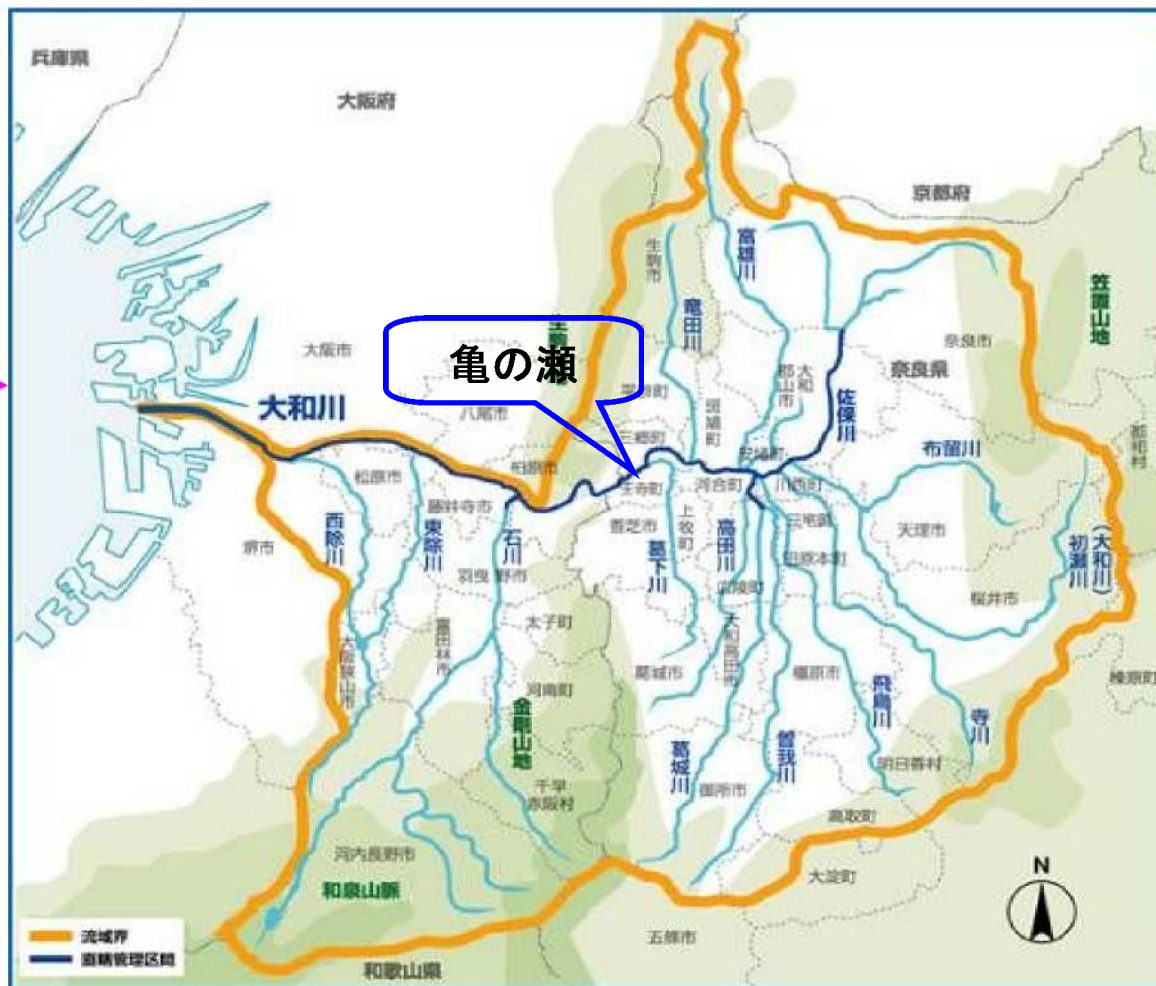 兵庫県
大阪府
京都府
生駒市
高雄川
竜田川
笠置山地
奈良市
大阪市
亀の瀬
奈良県
大和
郡山市
佐保川
大和川
八尾市
斑鳩町
三郷町
安堵町
布留川
都祁村
柏原市
松原市
王寺町
河合町
川西町
藤井寺市
香芝市
上牧町
三宅町
天理市
(大和川)
初瀬川
堺市
西除川
東除川
石川
羽曳野市
葛下川
高田川
田原本町
広陵町
桜井市
太子町
富田林市
大阪狭山市
大和高田市
葛城市
橿原市
榛原町
河南町
金剛山地
飛鳥川
寺川
葛城川
曽我川
明日香村
千早
赤阪村
御所市
高取町
河内長野市
大淀町
和泉山脈
N
流域界
直轄管理区間
五條市
和歌山県